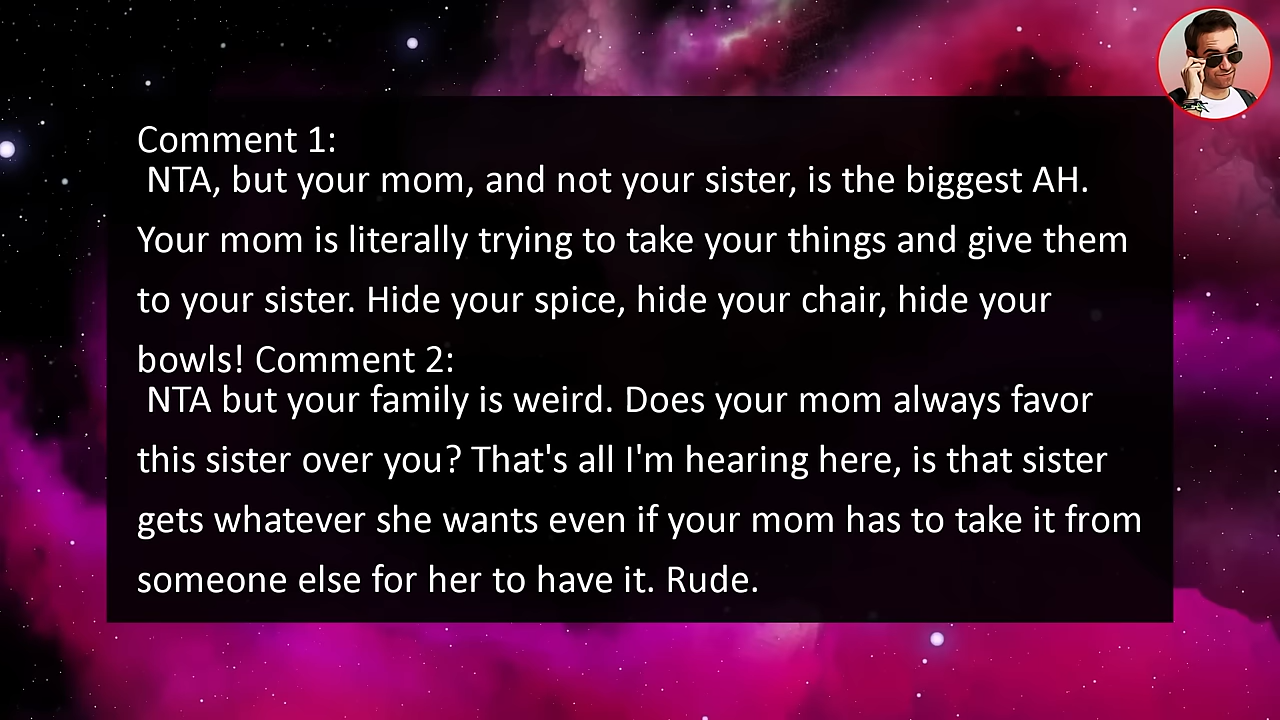 Comment 1:
NTA, but your mom, and not your sister, is the biggest AH.
Your mom is literally trying to take your things and give them
to your sister. Hide your spice, hide your chair, hide your
bowls! Comment 2:
NTA but your family is weird. Does your mom always favor
this sister over you? That's all I'm hearing here, is that sister
gets whatever she wants even if your mom has to take it from
someone else for her to have it. Rude.